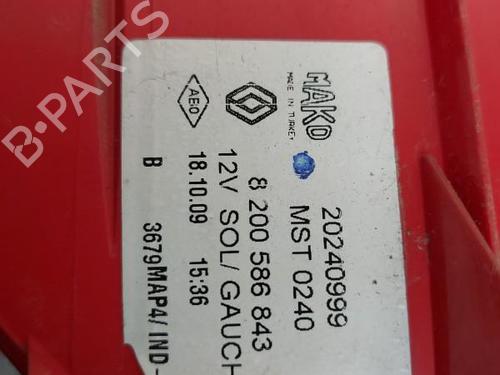 MAKO
MADE IN TURKEY
20240999
MST 0240
8 200 586 843
12V SOL/ GAUCH
AEO
18.10.09 15:36
B 3679MAP4/ IND-
B-Parts